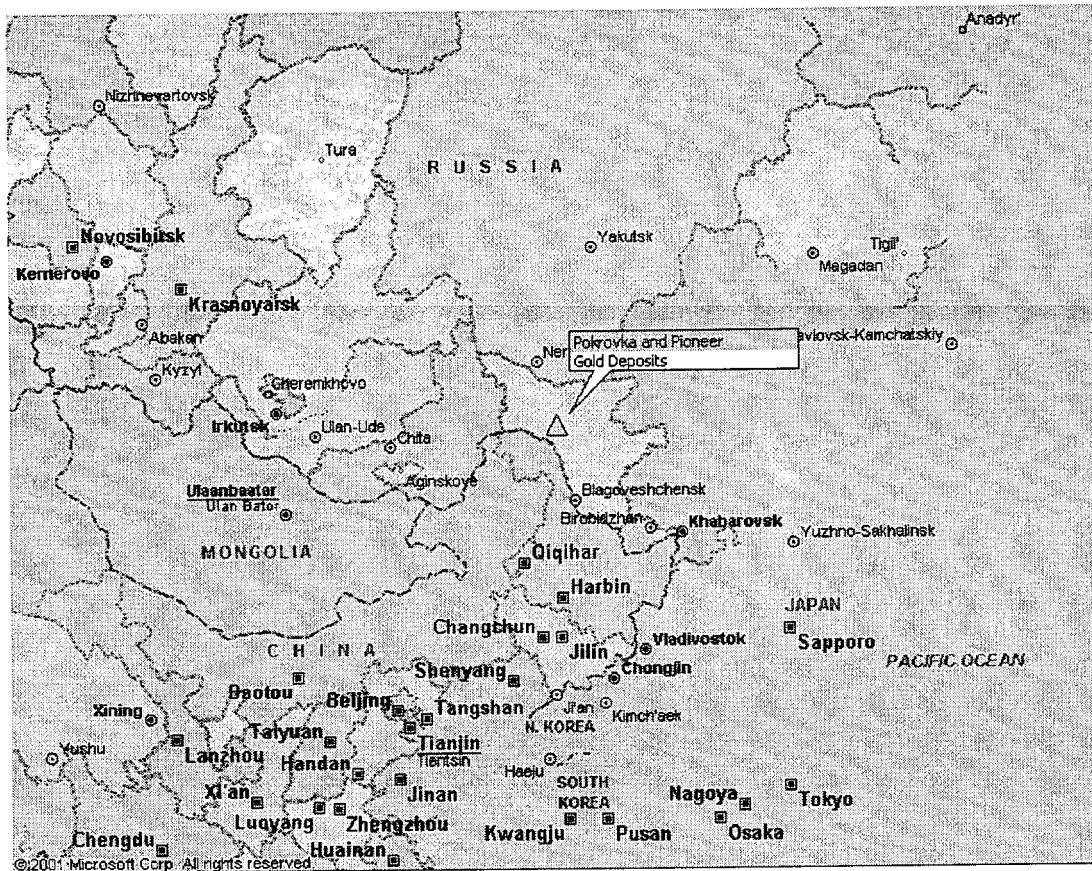 Anadyr'
Nizhnevartovsk
Tura
RUSSIA
Novosibirsk
Yakutsk
Tigil'
Kemerovo
Magadan
Krasnoyarsk
Abakan
Pokrovka and Pioneer
Gold Deposits
Ner
avlovsk-Kamchatskiy
Kyzyl
Cheremkhovo
Irkutsk
Ulan-Ude
Chita
Aginskoye
Ulaanbaatar
Ulan Bator
Blagoveshchensk
Birobidzhan
Khabarovsk
Yuzhno-Sakhalinsk
MONGOLIA
Qiqihar
Harbin
JAPAN
Changchun
Jilin
Vladivostok
Sapporo
CHINA
Shenyang
Chongjin
PACIFIC OCEAN
Baotou
Beijing
Tangshan
Ji'an
Kimch'aek
N. KOREA
Xining
Taiyuan
Tianjin
Tientsin
Yushu
Lanzhou
Handan
Haeju
Jinan
SOUTH
KOREA
Xi'an
Nagoya
Tokyo
Luoyang
Zhengzhou
Kwangju
Pusan
Osaka
Chengdu
Huainan
© 2001 Microsoft Corp. All rights reserved.